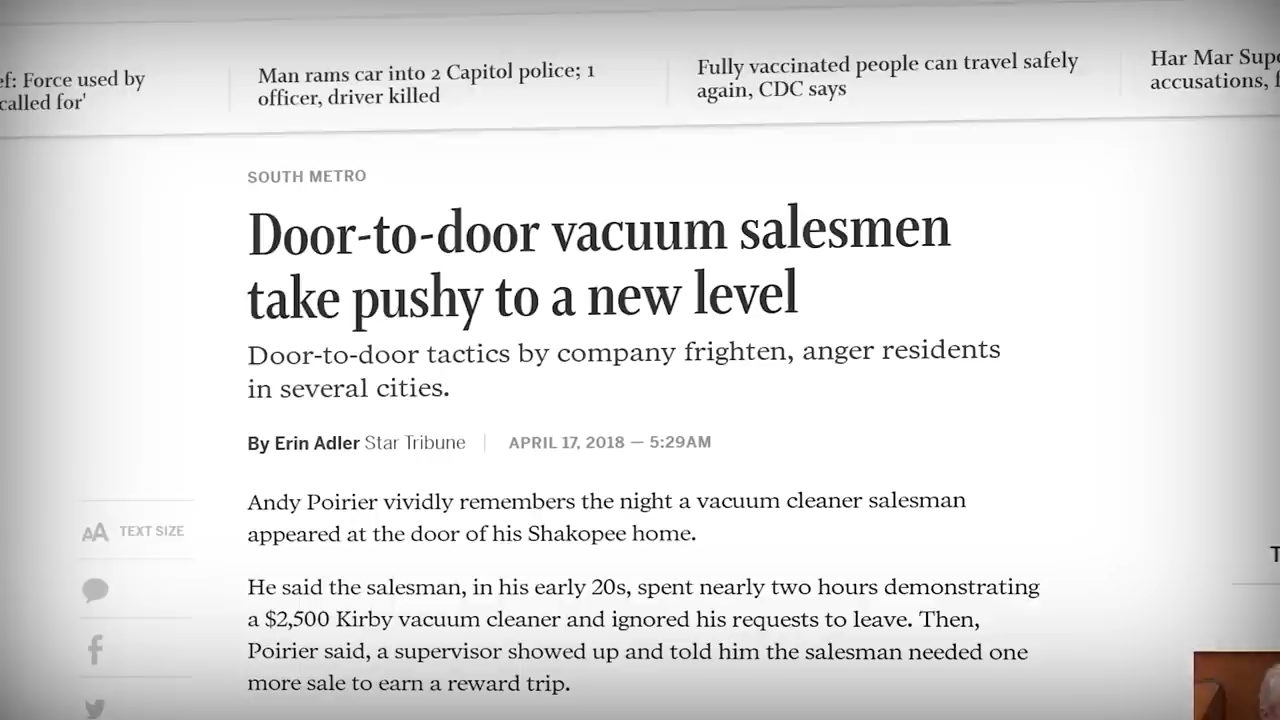 ef: Force used by
called for'
Man rams car into 2 Capitol police; 1
officer, driver killed
Fully vaccinated people can travel safely
again, CDC says
Har Mar Supe
accusations, f
SOUTH METRO
Door-to-door vacuum salesmen
take pushy to a new level
Door-to-door tactics by company frighten, anger residents
in several cities.
By Erin Adler Star Tribune
APRIL 17, 2018 — 5:29AM
Andy Poirier vividly remembers the night a vacuum cleaner salesman
appeared at the door of his Shakopee home.
AA TEXT SIZE
He said the salesman, in his early 20s, spent nearly two hours demonstrating
a $2,500 Kirby vacuum cleaner and ignored his requests to leave. Then,
Poirier said, a supervisor showed up and told him the salesman needed one
more sale to earn a reward trip.
T